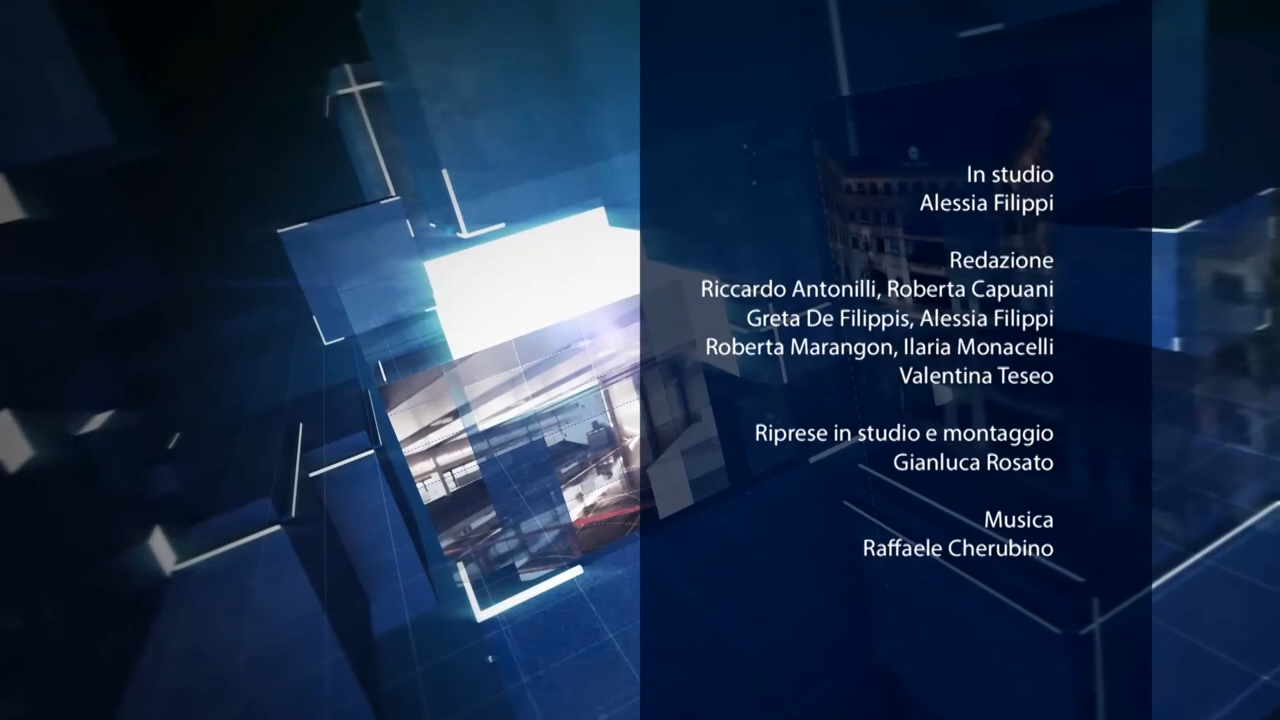 In studio
Alessia Filippi
Redazione
Riccardo Antonilli, Roberta Capuani
Greta De Filippis, Alessia Filippi
Roberta Marangon, Ilaria Monacelli
Valentina Teseo
Riprese in studio e montaggio
Gianluca Rosato
Musica
Raffaele Cherubino